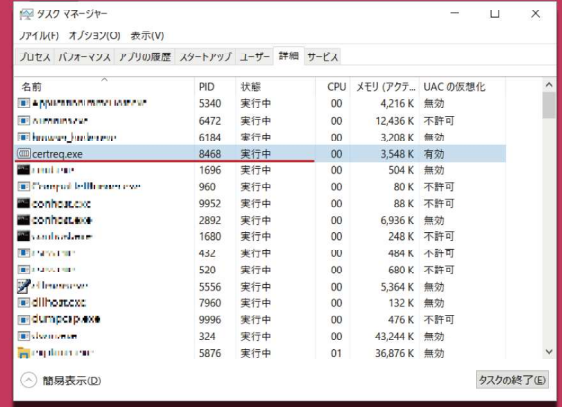 タスク マネージャー
ファイル(F) オプション(O) 表示(V)
プロセス パフォーマンス アプリの履歴 スタートアップ ユーザー 詳細 サービス
名前 PID 状態 CPU メモリ (アクテ... UAC の仮想化
5340 実行中 00 4,216 K 無効
6472 実行中 00 12,436 K 不許可
6184 実行中 00 3,208 K 無効
certreq.exe 8468 実行中 00 3,548 K 有効
1696 実行中 00 504 K 無効
960 実行中 00 80 K 不許可
conhost.exe 9952 実行中 00 88 K 不許可
conhost.exe 2892 実行中 00 6,936 K 無効
1680 実行中 00 248 K 不許可
432 実行中 00 484 K 不許可
520 実行中 00 680 K 不許可
5556 実行中 00 5,364 K 無効
dllhost.exe 7960 実行中 00 132 K 無効
dumpcap.exe 9996 実行中 00 476 K 不許可
324 実行中 00 43,244 K 無効
5876 実行中 01 36,876 K 無効
簡易表示(D) タスクの終了(E)